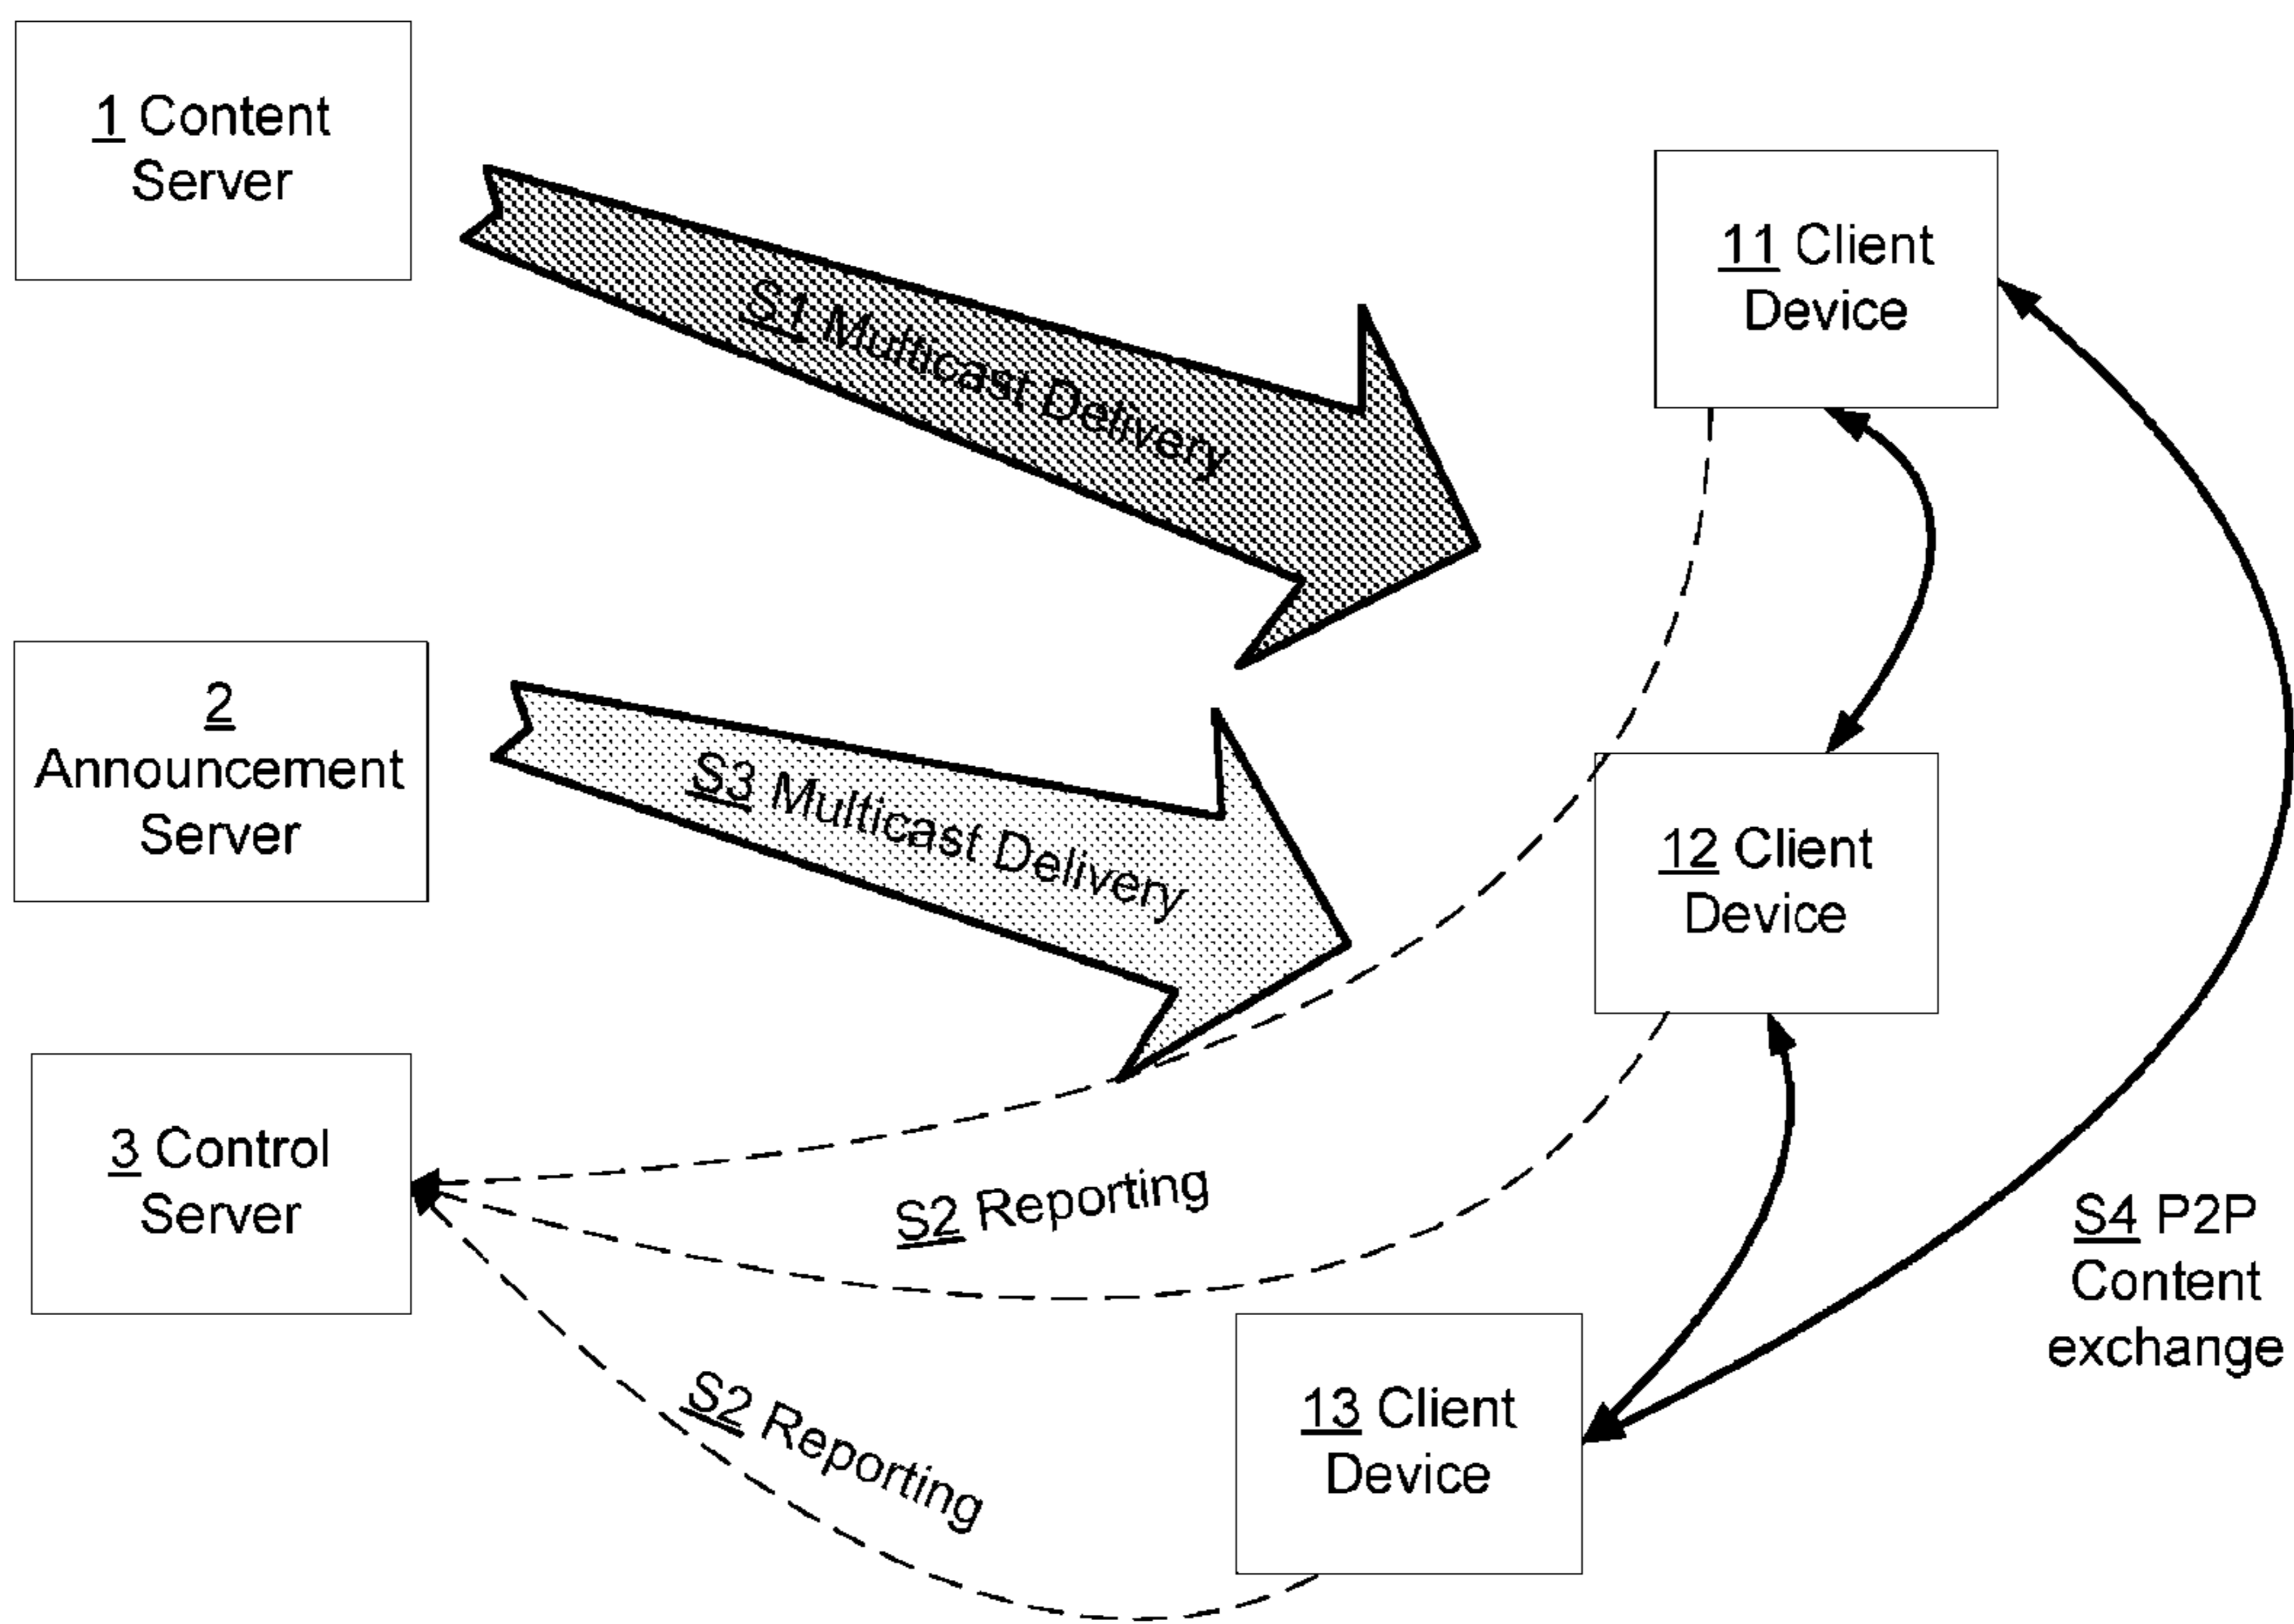 1 Content
Server
S1 Multicast Delivery
11 Client
Device
2
Announcement
Server
S3 Multicast Delivery
12 Client
Device
3 Control
Server
S2 Reporting
S4 P2P
Content
exchange
S2 Reporting
13 Client
Device